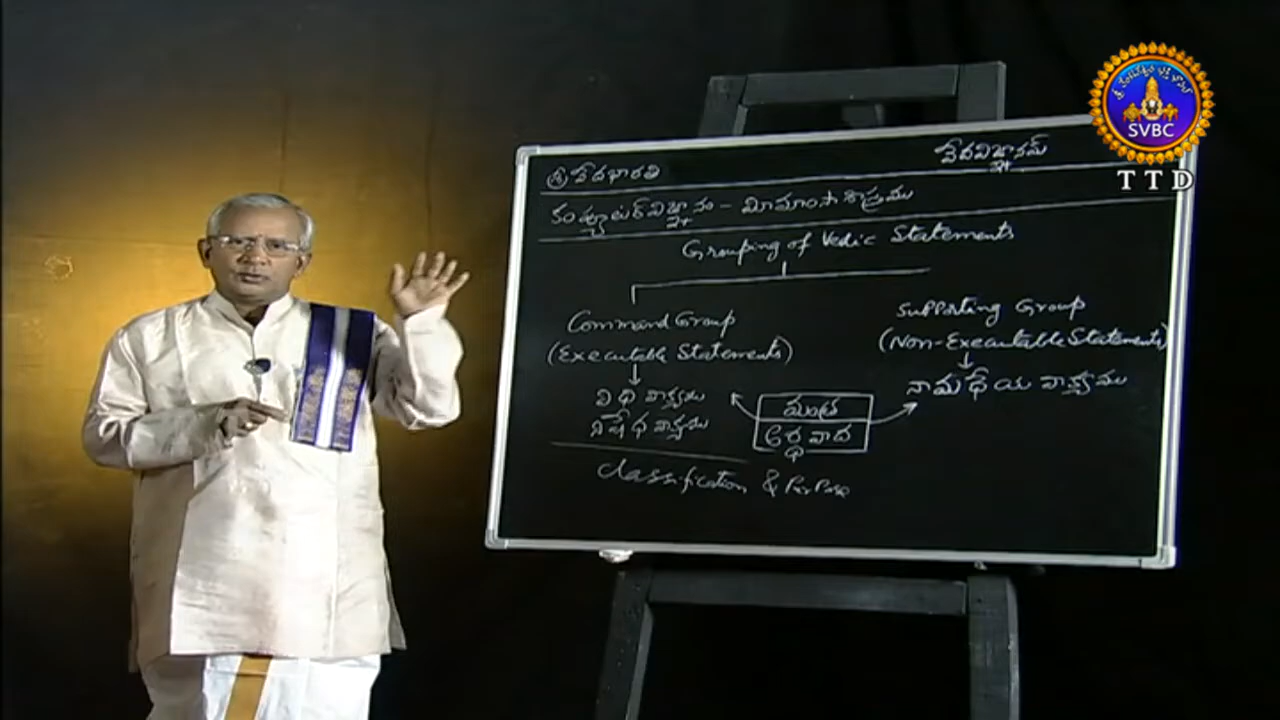 శ్రీ వేదభారతి
వేదవిజ్ఞానమ్
కంప్యూటర్ విజ్ఞానం - మీమాంసా శాస్త్రము
Grouping of Vedic Statements
Command Group
(Executable Statements)
విధి వాక్యము
నిషేధ వాక్యము
Supporting Group
(Non-Executable Statements)
నామధేయ వాక్యము
మంత్ర
అర్థవాద
Classification & Purpose
SVBC
TTD